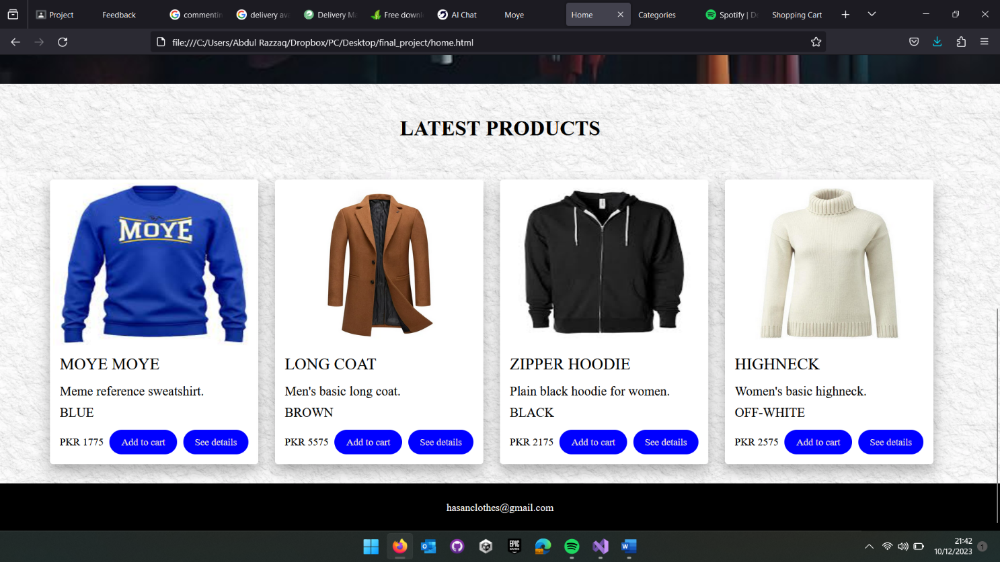 Project
Feedback
commentin
delivery ava
Delivery Ma
Free downl
AI Chat
Moye
Home
Categories
Spotify | De
Shopping Cart
file:///C:/Users/Abdul Razzaq/Dropbox/PC/Desktop/final_project/home.html
LATEST PRODUCTS
MOYE
MOYE MOYE
Meme reference sweatshirt.
BLUE
PKR 1775 Add to cart See details
LONG COAT
Men's basic long coat.
BROWN
PKR 5575 Add to cart See details
ZIPPER HOODIE
Plain black hoodie for women.
BLACK
PKR 2175 Add to cart See details
HIGHNECK
Women's basic highneck.
OFF-WHITE
PKR 2575 Add to cart See details
hasanclothes@gmail.com
EPIC
GAMES
21:42
10/12/2023
1